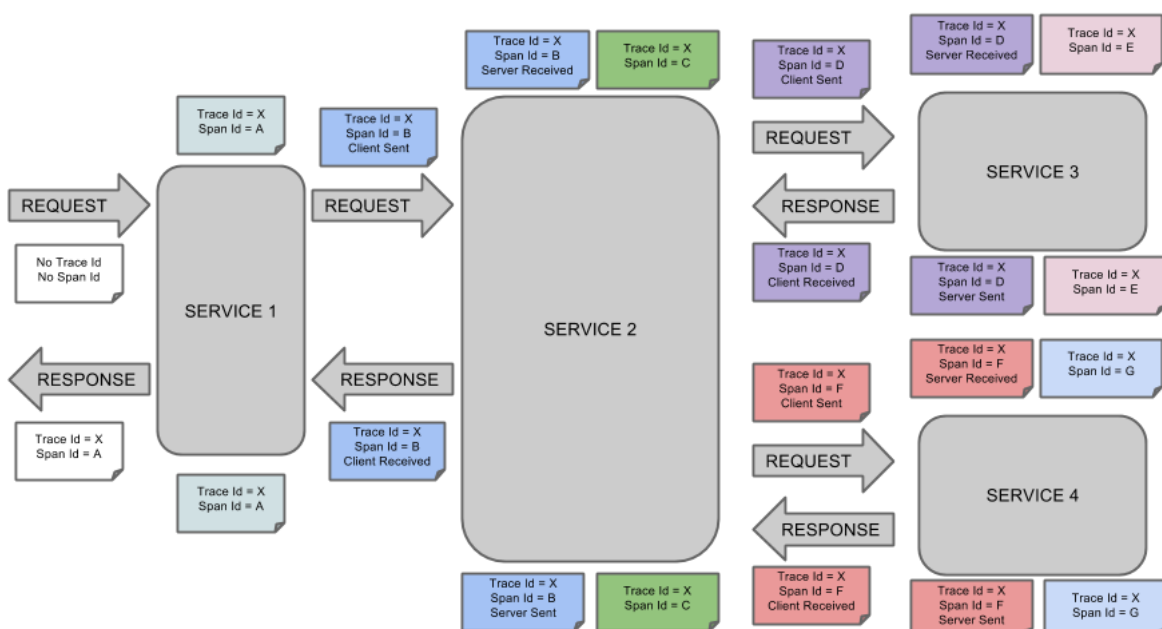 Trace Id = X
Span Id = B
Server Received
Trace Id = X
Span Id = C
Trace Id = X
Span Id = D
Client Sent
Trace Id = X
Span Id = D
Server Received
Trace Id = X
Span Id = E
Trace Id = X
Span Id = A
Trace Id = X
Span Id = B
Client Sent
REQUEST
SERVICE 3
REQUEST
REQUEST
RESPONSE
No Trace Id
No Span Id
Trace Id = X
Span Id = D
Client Received
Trace Id = X
Span Id = D
Server Sent
Trace Id = X
Span Id = E
SERVICE 1
SERVICE 2
RESPONSE
RESPONSE
Trace Id = X
Span Id = F
Client Sent
Trace Id = X
Span Id = F
Server Received
Trace Id = X
Span Id = G
Trace Id = X
Span Id = A
Trace Id = X
Span Id = B
Client Received
REQUEST
SERVICE 4
Trace Id = X
Span Id = A
RESPONSE
Trace Id = X
Span Id = B
Server Sent
Trace Id = X
Span Id = C
Trace Id = X
Span Id = F
Client Received
Trace Id = X
Span Id = F
Server Sent
Trace Id = X
Span Id = G